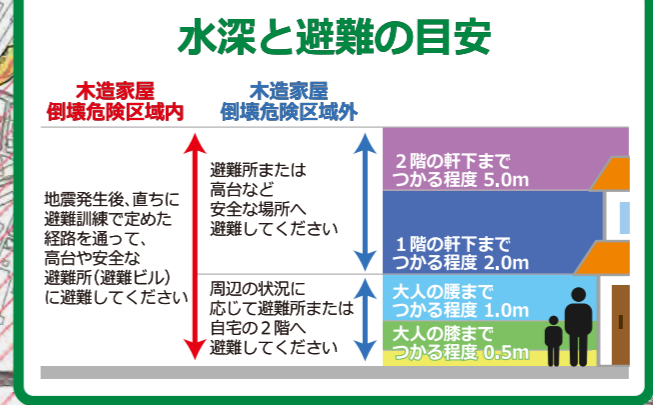 水深と避難の目安
木造家屋
倒壊危険区域内
木造家屋
倒壊危険区域外
地震発生後、直ちに
避難訓練で定めた
経路を通って、
高台や安全な
避難所（避難ビル）
に避難してください
避難所または
高台など
安全な場所へ
避難してください
周辺の状況に
応じて避難所または
自宅の２階へ
避難してください
２階の軒下まで
つかる程度 5.0m
１階の軒下まで
つかる程度 2.0m
大人の腰まで
つかる程度 1.0m
大人の膝まで
つかる程度 0.5m